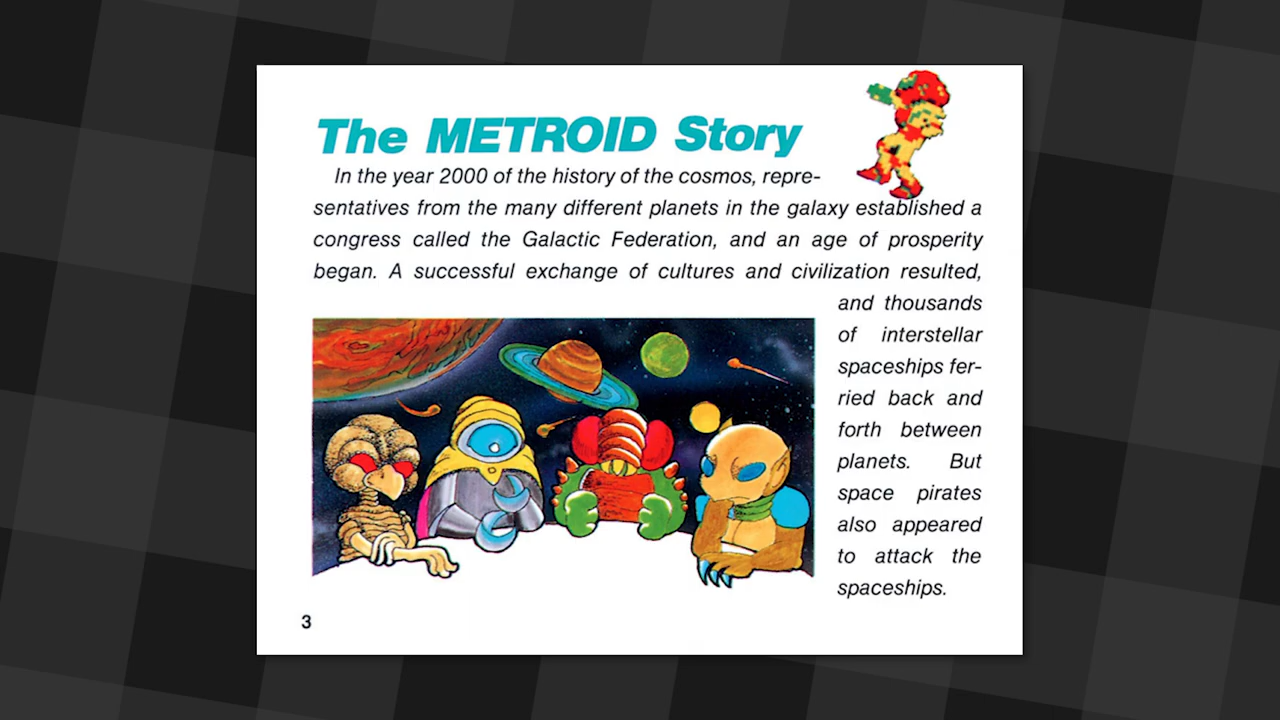 The METROID Story
In the year 2000 of the history of the cosmos, repre-
sentatives from the many different planets in the galaxy established a
congress called the Galactic Federation, and an age of prosperity
began. A successful exchange of cultures and civilization resulted,
and thousands
of interstellar
spaceships fer-
ried back and
forth between
planets. But
space pirates
also appeared
to attack the
spaceships.
3